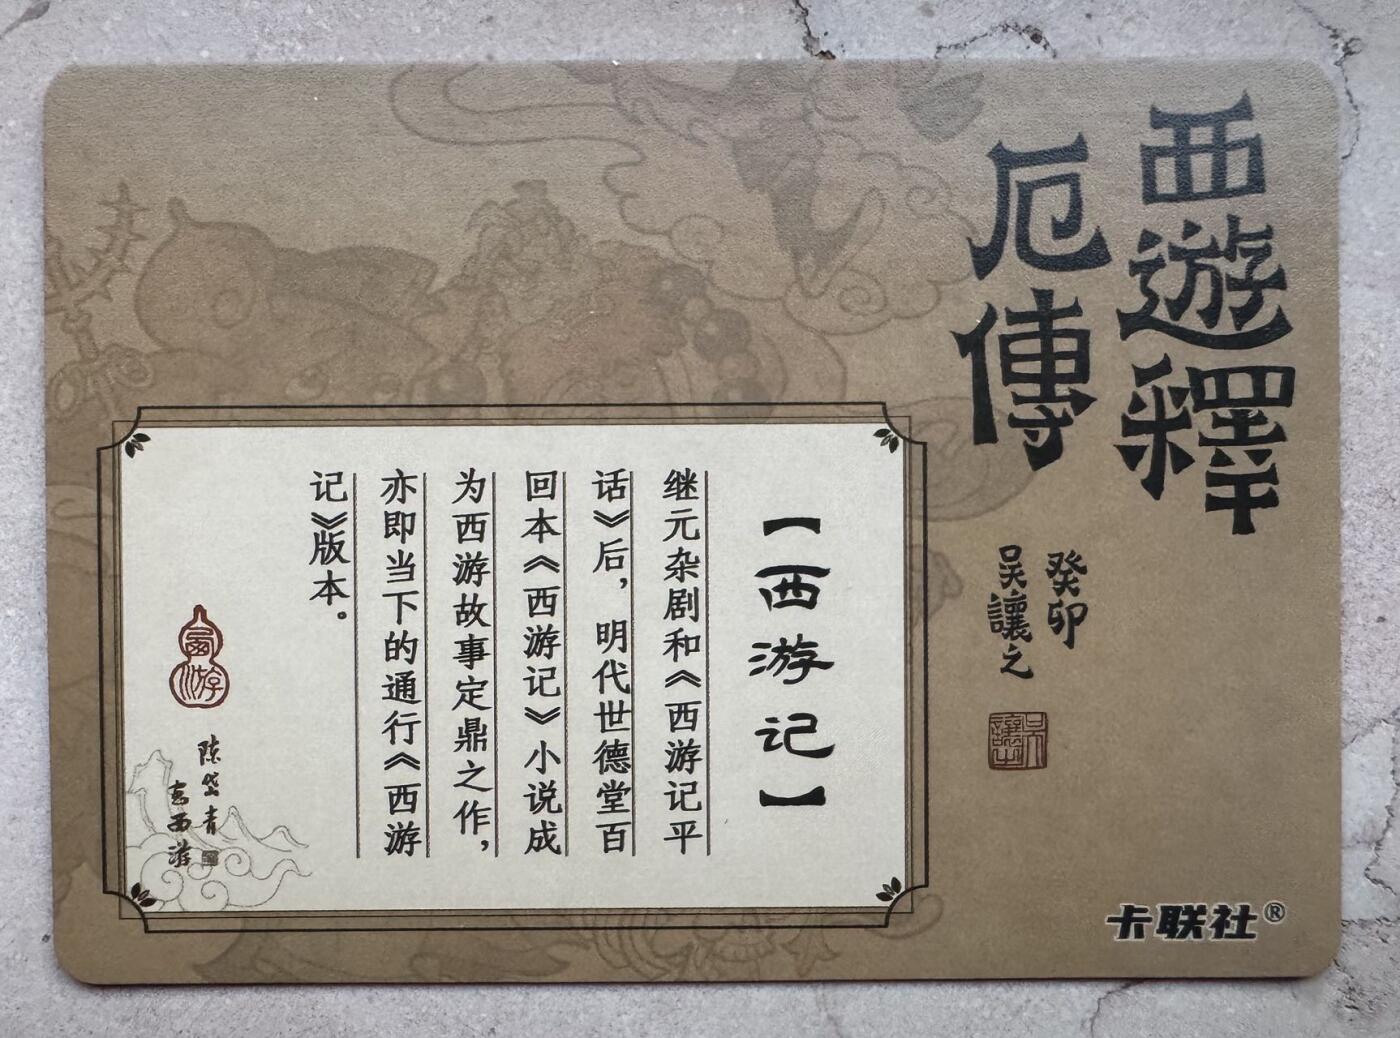 西遊釋
厄傳
癸卯
吴讓之
【西游记】
继元杂剧和《西游记平
话》后，明代世德堂百
回本《西游记》小说成
为西游故事定鼎之作，
亦即当下的通行《西游
记》版本。
陈岱青
画西游
卡联社®